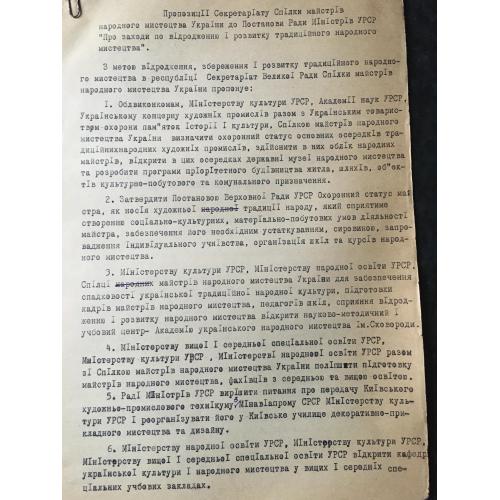 Пропозиції Секретаріату Спілки майстрів
народного мистецтва України до Постанови Ради Міністрів УРСР
"Про заходи по відродженню і розвитку традиційного народного
мистецтва".
З метою відродження, збереження і розвитку традиційного народно-
го мистецтва в республіці Секретаріат Великої Ради Спілки майстрів
народного мистецтва України пропонує:
1. Облвиконкомам, Міністерству культури УРСР, Академії наук УРСР,
Українському концерну художніх промислів разом з Українським товарис-
твом охорони пам"яток історії і культури, Спілкою майстрів народного
мистецтва України визначити охоронний статус основних осередків тра-
диційнихнародних художніх промислів, здійснити в них облік народних
майстрів, відкрити в цих осередках державні музеї народного мистецтва
та розробити програми пріорітетного будівництва житла, шляхів, об"єк-
тів культурно-побутового та комунального призначення.
2. Затвердити Постановою Верховної Ради УРСР Охоронний статус май
стра, як носія художньої народної традиції народу, який сприятиме
створенню соціально-культурних, матеріально-побутових умов діяльності
майстра, забезпечення його необхідним устаткуванням, сировиною, запро-
вадження індивідуального учнівства, організація шкіл та курсів народ-
ного мистецтва.
3. Міністерству культури УРСР, Міністерству народної освіти УРСР,
Спілці народних майстрів народного мистецтва України для забезпечення
спадковості української традиційної народної культури, підготовки
кадрів майстрів народного мистецтва, педагогів шкіл, сприяння відрод-
женню і розвитку народного мистецтва відкрити науково-методичний і
учбовий центр- Академію українського народного мистецтва ім.Сковороди.
4. Міністерству вищої і середньої спеціальної освіти УРСР,
Міністерству культури УРСР , Міністерстві народної освіти УРСР разом
зі Спілкою майстрів народного мистецтва України поліпшити підготовку
майстрів народного мистецтва, фахівців з середньою та вищою освітою.
5. Раді Міністрів УРСР вирішити питання про передачу Київського
художньо-промислового технікуму з Мінавіапрому СРСР Міністерству куль-
тури УРСР і реорганізувати його у Київське училище декоративно-при-
кладного мистецтва та дизайну.
6. Міністерству народної освіти УРСР, Міністерству культури УРСР,
Міністерству вищої і середньої спеціальної освіти УРСР відкрити кафедри
української культури і народного мистецтва у вищих і середніх спе-
ціальних учбових закладах.